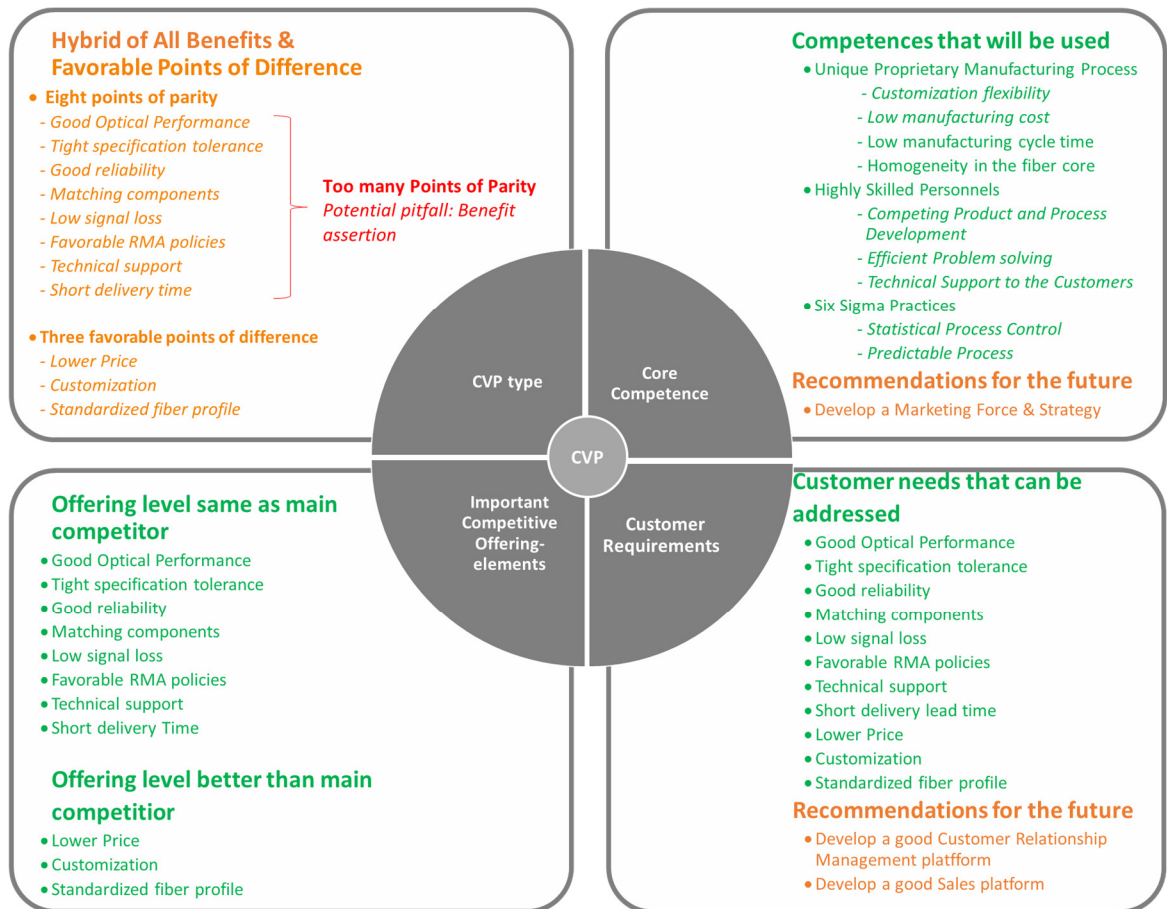 Hybrid of All Benefits &
Favorable Points of Difference
• Eight points of parity
- Good Optical Performance
- Tight specification tolerance
- Good reliability
- Matching components
- Low signal loss
- Favorable RMA policies
- Technical support
- Short delivery time
Too many Points of Parity
Potential pitfall: Benefit
assertion
• Three favorable points of difference
- Lower Price
- Customization
- Standardized fiber profile
Competences that will be used
• Unique Proprietary Manufacturing Process
- Customization flexibility
- Low manufacturing cost
- Low manufacturing cycle time
- Homogeneity in the fiber core
• Highly Skilled Personnels
- Competing Product and Process
Development
- Efficient Problem solving
- Technical Support to the Customers
• Six Sigma Practices
- Statistical Process Control
- Predictable Process
Recommendations for the future
• Develop a Marketing Force & Strategy
CVP type
Core
Competence
CVP
Important
Competitive
Offering-
elements
Customer
Requirements
Offering level same as main
competitor
• Good Optical Performance
• Tight specification tolerance
• Good reliability
• Matching components
• Low signal loss
• Favorable RMA policies
• Technical support
• Short delivery Time
Offering level better than main
competitior
• Lower Price
• Customization
• Standardized fiber profile
Customer needs that can be
addressed
• Good Optical Performance
• Tight specification tolerance
• Good reliability
• Matching components
• Low signal loss
• Favorable RMA policies
• Technical support
• Short delivery lead time
• Lower Price
• Customization
• Standardized fiber profile
Recommendations for the future
• Develop a good Customer Relationship
Management platfform
• Develop a good Sales platform